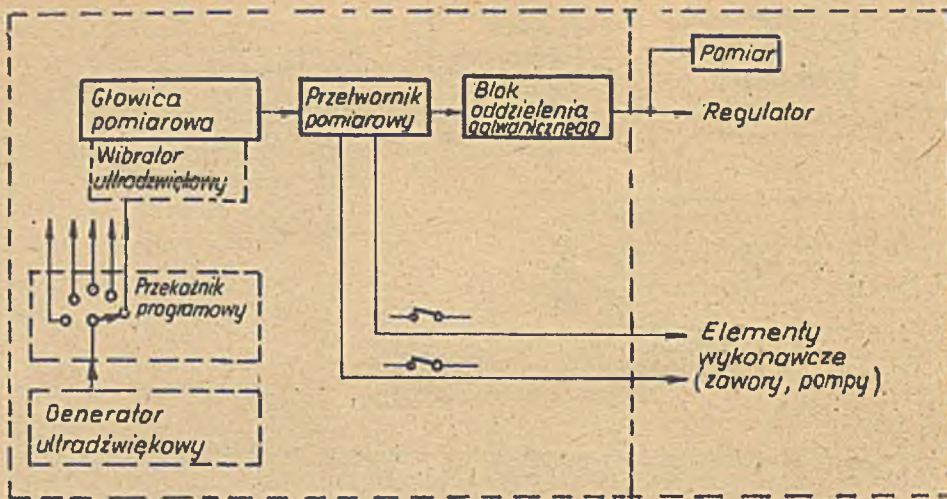 Głowica
pomiarowa
Wibrator
ultradźwiękowy
Przetwornik
pomiarowy
Blok
oddzielenia
galwanicznego
Pomiar
Regulator
Przekaźnik
programowy
Generator
ultradźwiękowy
Elementy
wykonawcze
(zawory, pompy)